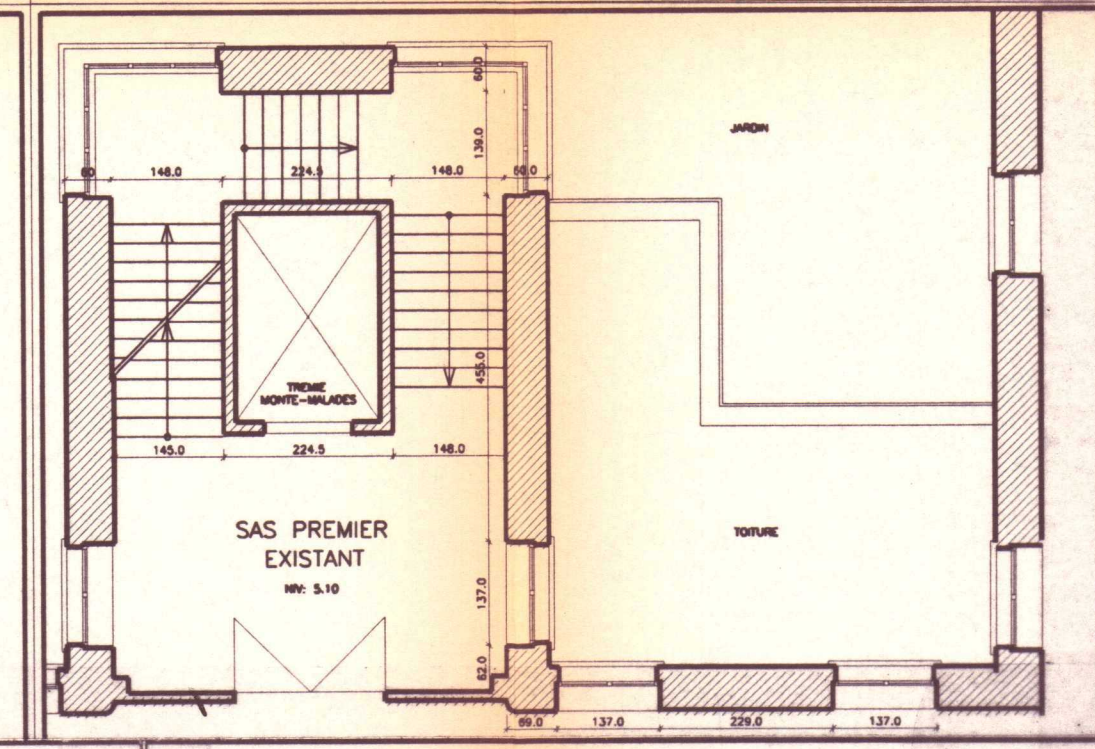 60.0
JARDIN
139.0
60 148.0 224.5 148.0 60.0
455.0
TREMIE
MONTE-MALADES
145.0 224.5 148.0
SAS PREMIER
EXISTANT
NIV: 5.10
TOITURE
137.0
62.0
69.0 137.0 229.0 137.0